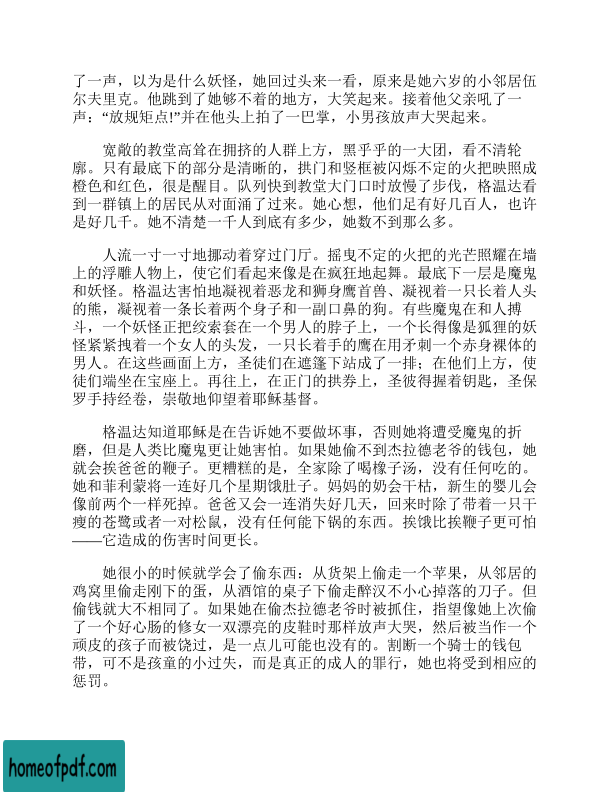 了一声，以为是什么妖怪，她回过头来一看，原来是她六岁的小邻居伍
尔夫里克。他跳到了她够不着的地方，大笑起来。接着他父亲吼了一
声：“放规矩点!”并在他头上拍了一巴掌，小男孩放声大哭起来。
宽敞的教堂高耸在拥挤的人群上方，黑乎乎的一大团，看不清轮
廓。只有最底下的部分是清晰的，拱门和竖框被闪烁不定的火把映照成
橙色和红色，很是醒目。队列快到教堂大门口时放慢了步伐，格温达看
到一群镇上的居民从对面涌了过来。她心想，他们足有好几百人，也许
是好几千。她不清楚一千人到底有多少，她数不到那么多。
人流一寸一寸地挪动着穿过门厅。摇曳不定的火把的光芒照耀在墙
上的浮雕人物上，使它们看起来像是在疯狂地起舞。最底下一层是魔鬼
和妖怪。格温达害怕地凝视着恶龙和狮身鹰首兽、凝视着一只长着人头
的熊，凝视着一条长着两个身子和一副口鼻的狗。有些魔鬼在和人搏
斗，一个妖怪正把绞索套在一个男人的脖子上，一个长得像是狐狸的妖
怪紧紧拽着一个女人的头发，一只长着手的鹰在用矛刺一个赤身裸体的
男人。在这些画面上方，圣徒们在遮篷下站成了一排；在他们上方，使
徒们端坐在宝座上。再往上，在正门的拱券上方，圣彼得握着钥匙，圣保
罗手持经卷，崇敬地仰望着耶稣基督。
格温达知道耶稣是在告诉她不要做坏事，否则她将遭受魔鬼的折
磨，但是人类比魔鬼更让她害怕。如果她偷不到杰拉德老爷的钱包，她
就会挨爸爸的鞭子。更糟糕的是，全家除了喝橡子汤，没有任何吃的。
她和菲利蒙将一连好几个星期饿肚子。妈妈的奶会干枯，新生的婴儿会
像前两个一样死掉。爸爸又会一连消失好几天，回来时除了带着一只干
瘦的苍鹭或者一对松鼠，没有任何能下锅的东西。挨饿比挨鞭子更可怕
——它造成的伤害时间更长。
她很小的时候就学会了偷东西：从货架上偷走一个苹果，从邻居的
鸡窝里偷走刚下的蛋，从酒馆的桌子下偷走醉汉不小心掉落的刀子。但
偷钱就大不相同了。如果她在偷杰拉德老爷时被抓住，指望像她上次偷
了一个好心肠的修女一双漂亮的皮鞋时那样放声大哭，然后被当作一个
顽皮的孩子而被饶过，是一点儿可能也没有的。割断一个骑士的钱包
带，可不是孩童的小过失，而是真正的成人的罪行，她也将受到相应的
惩罚。
homeofpdf.com